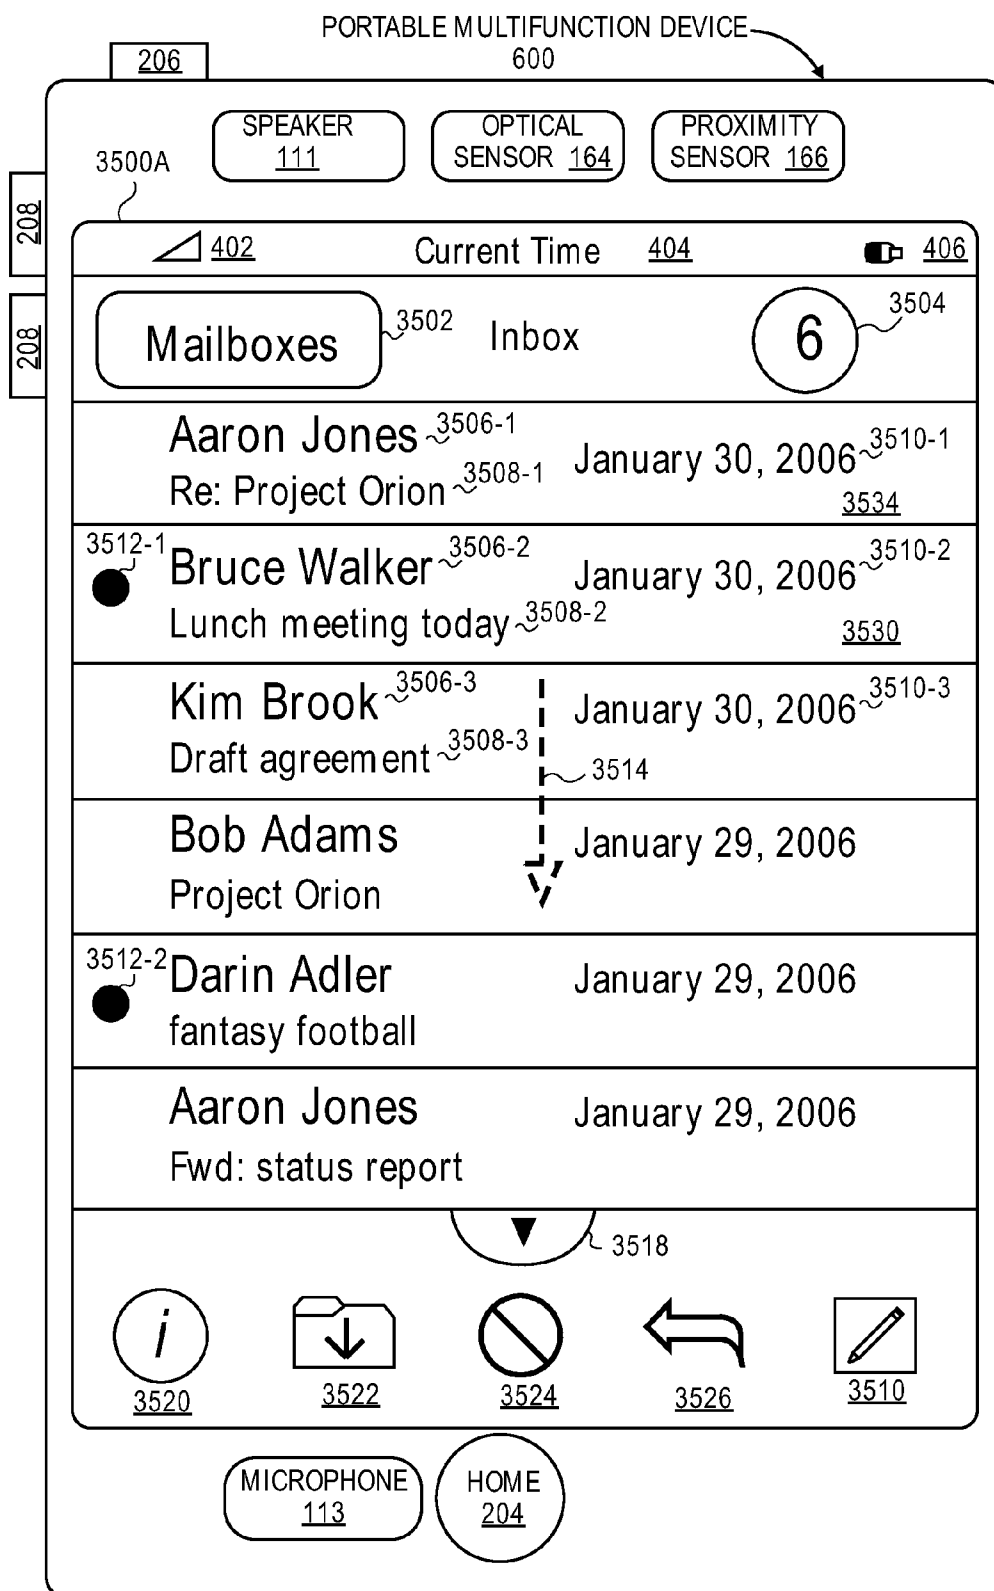 PORTABLE MULTIFUNCTION DEVICE
600
206
SPEAKER
111
OPTICAL
SENSOR 164
PROXIMITY
SENSOR 166
3500A
208
208
402 Current Time 404 406
Mailboxes 3502 Inbox 6 3504
Aaron Jones 3506-1
January 30, 2006 3510-1
Re: Project Orion 3508-1
3534
3512-1
Bruce Walker 3506-2
January 30, 2006 3510-2
Lunch meeting today 3508-2
3530
Kim Brook 3506-3
January 30, 2006 3510-3
Draft agreement 3508-3
3514
Bob Adams
January 29, 2006
Project Orion
3512-2
Darin Adler
January 29, 2006
fantasy football
Aaron Jones
January 29, 2006
Fwd: status report
3518
i
3520 3522 3524 3526 3510
MICROPHONE
113
HOME
204